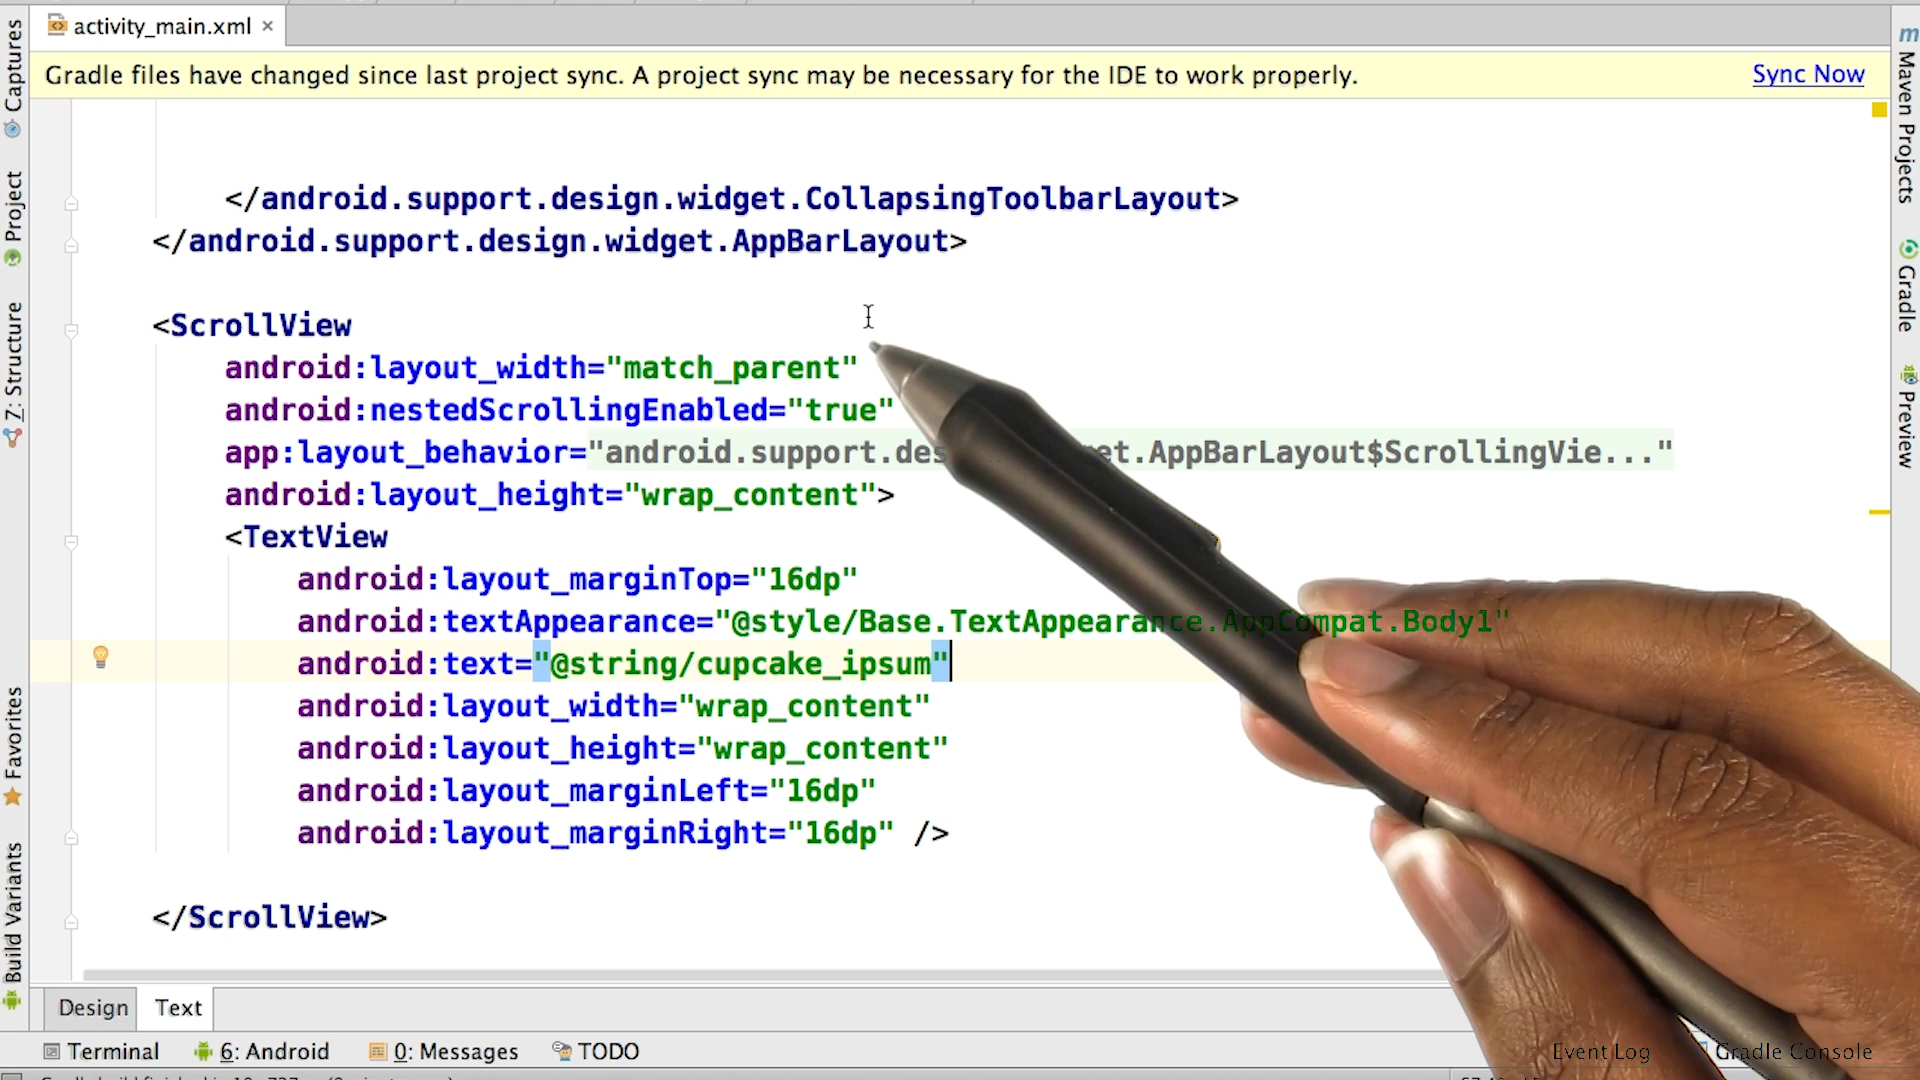 activity_main.xml
Gradle files have changed since last project sync. A project sync may be necessary for the IDE to work properly.
Sync Now
</android.support.design.widget.CollapsingToolbarLayout>
</android.support.design.widget.AppBarLayout>
<ScrollView
android:layout_width="match_parent"
android:nestedScrollingEnabled="true"
app:layout_behavior="android.support.des et.AppBarLayout$ScrollingVie..."
android:layout_height="wrap_content">
<TextView
android:layout_marginTop="16dp"
android:textAppearance="@style/Base.TextAppearance.AppCompat.Body1"
android:text="@string/cupcake_ipsum"
android:layout_width="wrap_content"
android:layout_height="wrap_content"
android:layout_marginLeft="16dp"
android:layout_marginRight="16dp" />
</ScrollView>
Design
Text
Terminal
6: Android
0: Messages
TODO
Event Log
Gradle Console
Captures
Project
7: Structure
Favorites
Build Variants
Maven Projects
Gradle
Preview